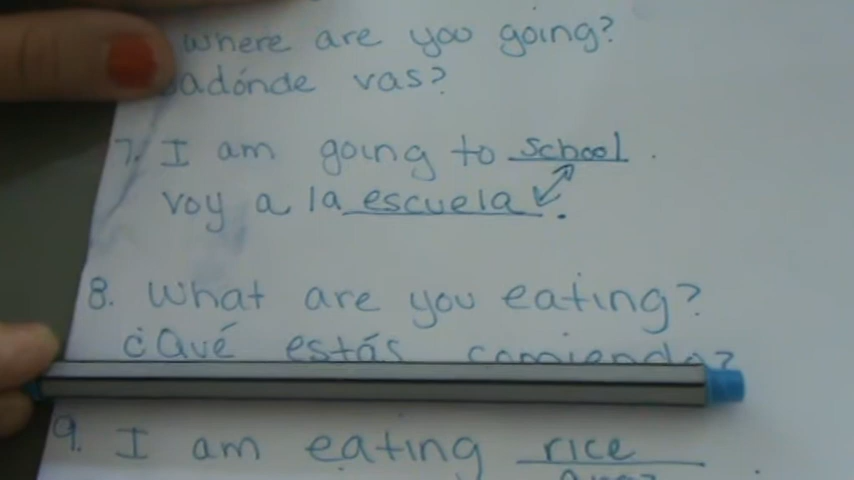 where are you going?
adónde vas?
7. I am going to school.
voy a la escuela.
8. What are you eating?
¿Qué estás comiendo?
9. I am eating rice.